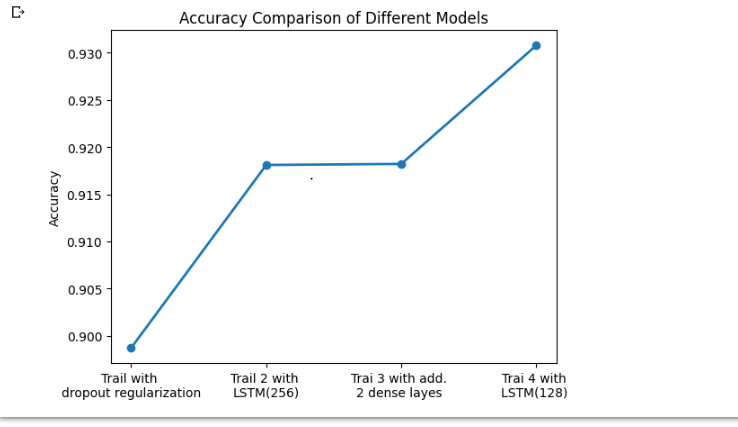 Accuracy Comparison of Different Models
Accuracy
0.930
0.925
0.920
0.915
0.910
0.905
0.900
Trail with
dropout regularization
Trail 2 with
LSTM(256)
Trai 3 with add.
2 dense layes
Trai 4 with
LSTM(128)